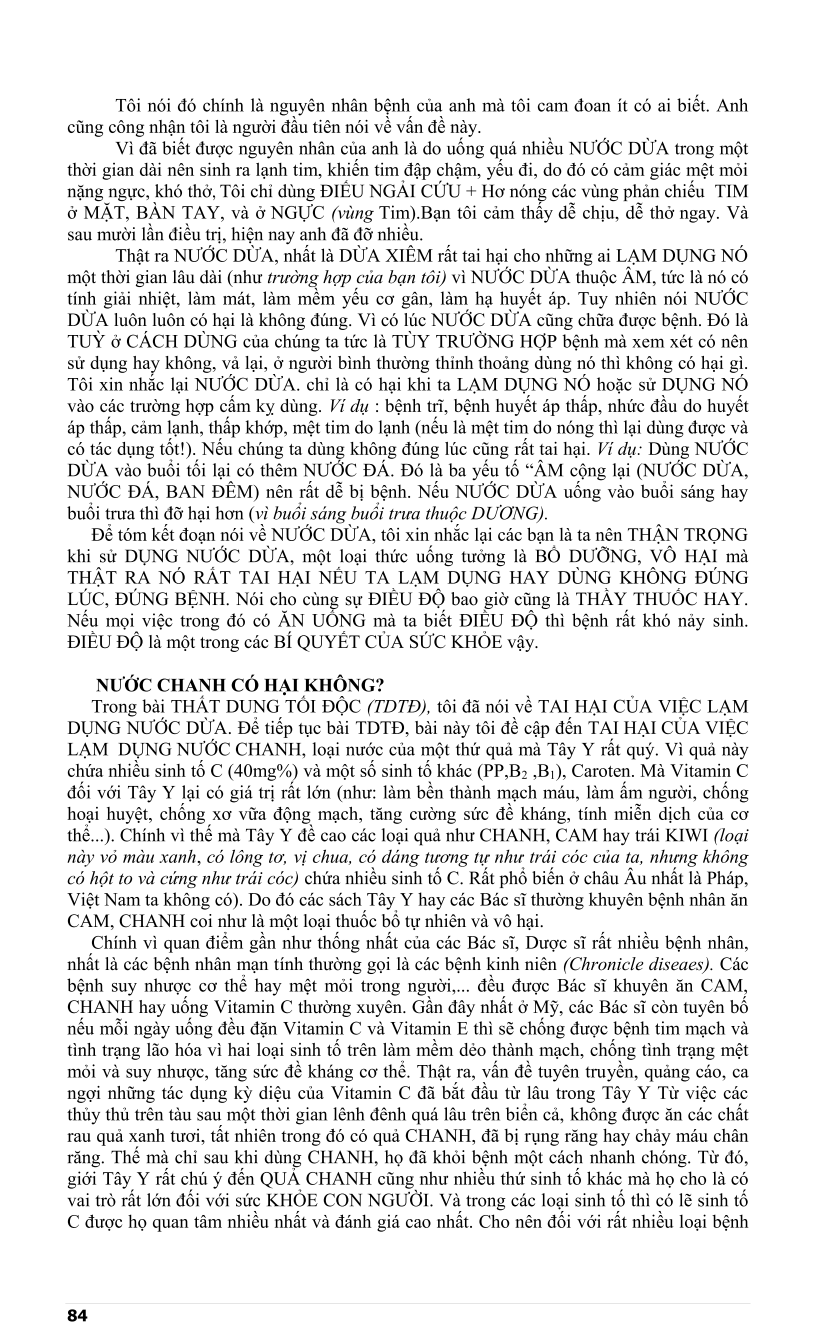 Tôi nói đó chính là nguyên nhân bệnh của anh mà tôi cam đoan ít có ai biết. Anh
cũng công nhận tôi là người đầu tiên nói về vấn đề này.
Vì đã biết được nguyên nhân của anh là do uống quá nhiều NƯỚC DỪA trong một
thời gian dài nên sinh ra lạnh tim, khiến tim đập chậm, yếu đi, do đó có cảm giác mệt mỏi
nặng ngực, khó thở, Tôi chỉ dùng ĐIẾU NGẢI CỨU + Hơ nóng các vùng phản chiếu TIM
ở MẶT, BÀN TAY, và ở NGỰC (vùng Tim).Bạn tôi cảm thấy dễ chịu, dễ thở ngay. Và
sau mười lần điều trị, hiện nay anh đã đỡ nhiều.
Thật ra NƯỚC DỪA, nhất là DỪA XIÊM rất tai hại cho những ai LẠM DỤNG NÓ
một thời gian lâu dài (như trường hợp của bạn tôi) vì NƯỚC DỪA thuộc ÂM, tức là nó có
tính giải nhiệt, làm mát, làm mềm yếu cơ gân, làm hạ huyết áp. Tuy nhiên nói NƯỚC
DỪA luôn luôn có hại là không đúng. Vì có lúc NƯỚC DỪA cũng chữa được bệnh. Đó là
TUỲ ở CÁCH DÙNG của chúng ta tức là TÙY TRƯỜNG HỢP bệnh mà xem xét có nên
sử dụng hay không, vả lại, ở người bình thường thỉnh thoảng dùng nó thì không có hại gì.
Tôi xin nhắc lại NƯỚC DỪA. chỉ là có hại khi ta LẠM DỤNG NÓ hoặc sử DỤNG NÓ
vào các trường hợp cấm kỵ dùng. Ví dụ : bệnh trĩ, bệnh huyết áp thấp, nhức đầu do huyết
áp thấp, cảm lạnh, thấp khớp, mệt tim do lạnh (nếu là mệt tim do nóng thì lại dùng được và
có tác dụng tốt!). Nếu chúng ta dùng không đúng lúc cũng rất tai hại. Ví dụ: Dùng NƯỚC
DỪA vào buổi tối lại có thêm NƯỚC ĐÁ. Đó là ba yếu tố “ÂM cộng lại (NƯỚC DỪA,
NƯỚC ĐÁ, BAN ĐÊM) nên rất dễ bị bệnh. Nếu NƯỚC DỪA uống vào buổi sáng hay
buổi trưa thì đỡ hại hơn (vì buổi sáng buổi trưa thuộc DƯƠNG).
Để tóm kết đoạn nói về NƯỚC DỪA, tôi xin nhắc lại các bạn là ta nên THẬN TRỌNG
khi sử DỤNG NƯỚC DỪA, một loại thức uống tưởng là BỔ DƯỠNG, VÔ HẠI mà
THẬT RA NÓ RẤT TAI HẠI NẾU TA LẠM DỤNG HAY DÙNG KHÔNG ĐÚNG
LÚC, ĐÚNG BỆNH. Nói cho cùng sự ĐIỀU ĐỘ bao giờ cũng là THẦY THUỐC HAY.
Nếu mọi việc trong đó có ĂN UỐNG mà ta biết ĐIỀU ĐỘ thì bệnh rất khó nảy sinh.
ĐIỀU ĐỘ là một trong các BÍ QUYẾT CỦA SỨC KHỎE vậy.
NƯỚC CHANH CÓ HẠI KHÔNG?
Trong bài THẤT DUNG TỐI ĐỘC (TDTĐ), tôi đã nói về TAI HẠI CỦA VIỆC LẠM
DỤNG NƯỚC DỪA. Để tiếp tục bài TDTĐ, bài này tôi đề cập đến TAI HẠI CỦA VIỆC
LẠM DỤNG NƯỚC CHANH, loại nước của một thứ quả mà Tây Y rất quý. Vì quả này
chứa nhiều sinh tố C (40mg%) và một số sinh tố khác (PP,B₂ ,B₁), Caroten. Mà Vitamin C
đối với Tây Y lại có giá trị rất lớn (như: làm bền thành mạch máu, làm ấm người, chống
hoại huyết, chống xơ vữa động mạch, tăng cường sức đề kháng, tính miễn dịch của cơ
thể...). Chính vì thế mà Tây Y đề cao các loại quả như CHANH, CAM hay trái KIWI (loại
này vỏ màu xanh, có lông tơ, vị chua, có dáng tương tự như trái cóc của ta, nhưng không
có hột to và cứng như trái cóc) chứa nhiều sinh tố C. Rất phổ biến ở châu Âu nhất là Pháp,
Việt Nam ta không có). Do đó các sách Tây Y hay các Bác sĩ thường khuyên bệnh nhân ăn
CAM, CHANH coi như là một loại thuốc bổ tự nhiên và vô hại.
Chính vì quan điểm gần như thống nhất của các Bác sĩ, Dược sĩ rất nhiều bệnh nhân,
nhất là các bệnh nhân mạn tính thường gọi là các bệnh kinh niên (Chronicle diseaes). Các
bệnh suy nhược cơ thể hay mệt mỏi trong người,... đều được Bác sĩ khuyên ăn CAM,
CHANH hay uống Vitamin C thường xuyên. Gần đây nhất ở Mỹ, các Bác sĩ còn tuyên bố
nếu mỗi ngày uống đều đặn Vitamin C và Vitamin E thì sẽ chống được bệnh tim mạch và
tình trạng lão hóa vì hai loại sinh tố trên làm mềm dẻo thành mạch, chống tình trạng mệt
mỏi và suy nhược, tăng sức đề kháng cơ thể. Thật ra, vấn đề tuyên truyền, quảng cáo, ca
ngợi những tác dụng kỳ diệu của Vitamin C đã bắt đầu từ lâu trong Tây Y Từ việc các
thủy thủ trên tàu sau một thời gian lênh đênh quá lâu trên biển cả, không được ăn các chất
rau quả xanh tươi, tất nhiên trong đó có quả CHANH, đã bị rụng răng hay chảy máu chân
răng. Thế mà chỉ sau khi dùng CHANH, họ đã khỏi bệnh một cách nhanh chóng. Từ đó,
giới Tây Y rất chú ý đến QUẢ CHANH cũng như nhiều thứ sinh tố khác mà họ cho là có
vai trò rất lớn đối với sức KHỎE CON NGƯỜI. Và trong các loại sinh tố thì có lẽ sinh tố
C được họ quan tâm nhiều nhất và đánh giá cao nhất. Cho nên đối với rất nhiều loại bệnh
84